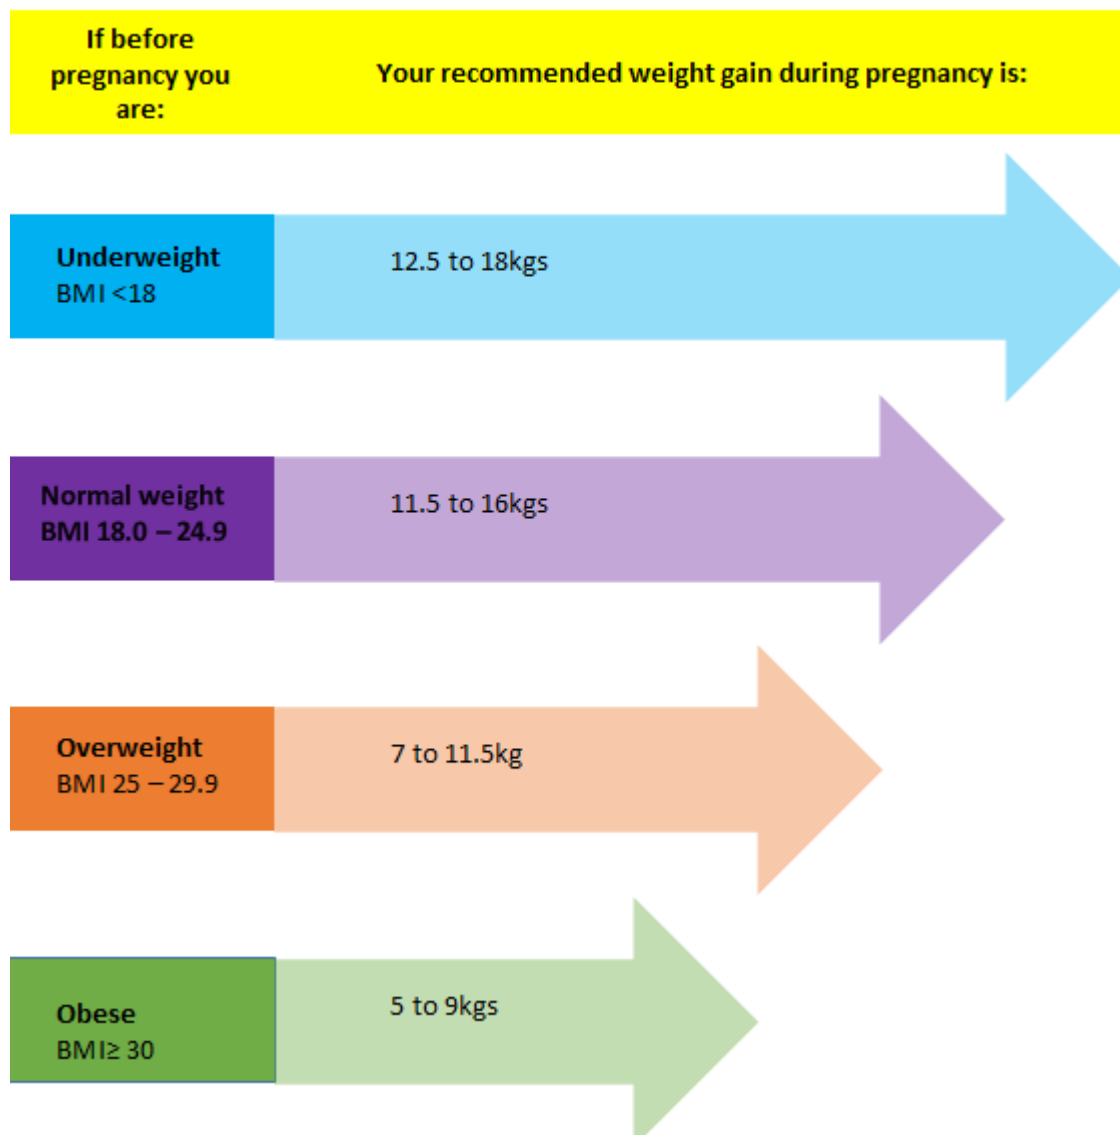 If before
pregnancy you
are:
Your recommended weight gain during pregnancy is:
Underweight
BMI <18
12.5 to 18kgs
Normal weight
BMI 18.0 – 24.9
11.5 to 16kgs
Overweight
BMI 25 – 29.9
7 to 11.5kg
Obese
BMI≥ 30
5 to 9kgs